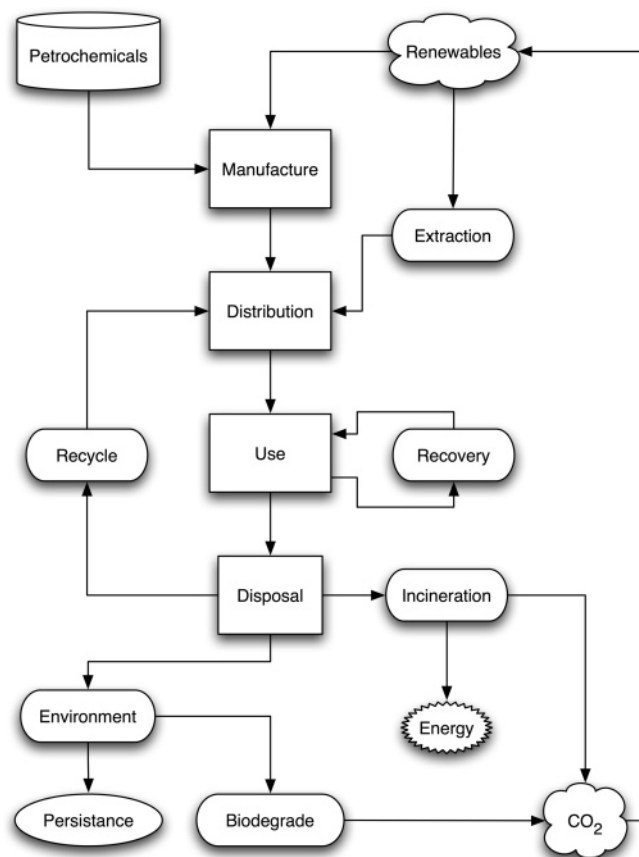 Petrochemicals
Renewables
Manufacture
Extraction
Distribution
Recycle
Use
Recovery
Disposal
Incineration
Environment
Energy
Persistance
Biodegrade
CO2